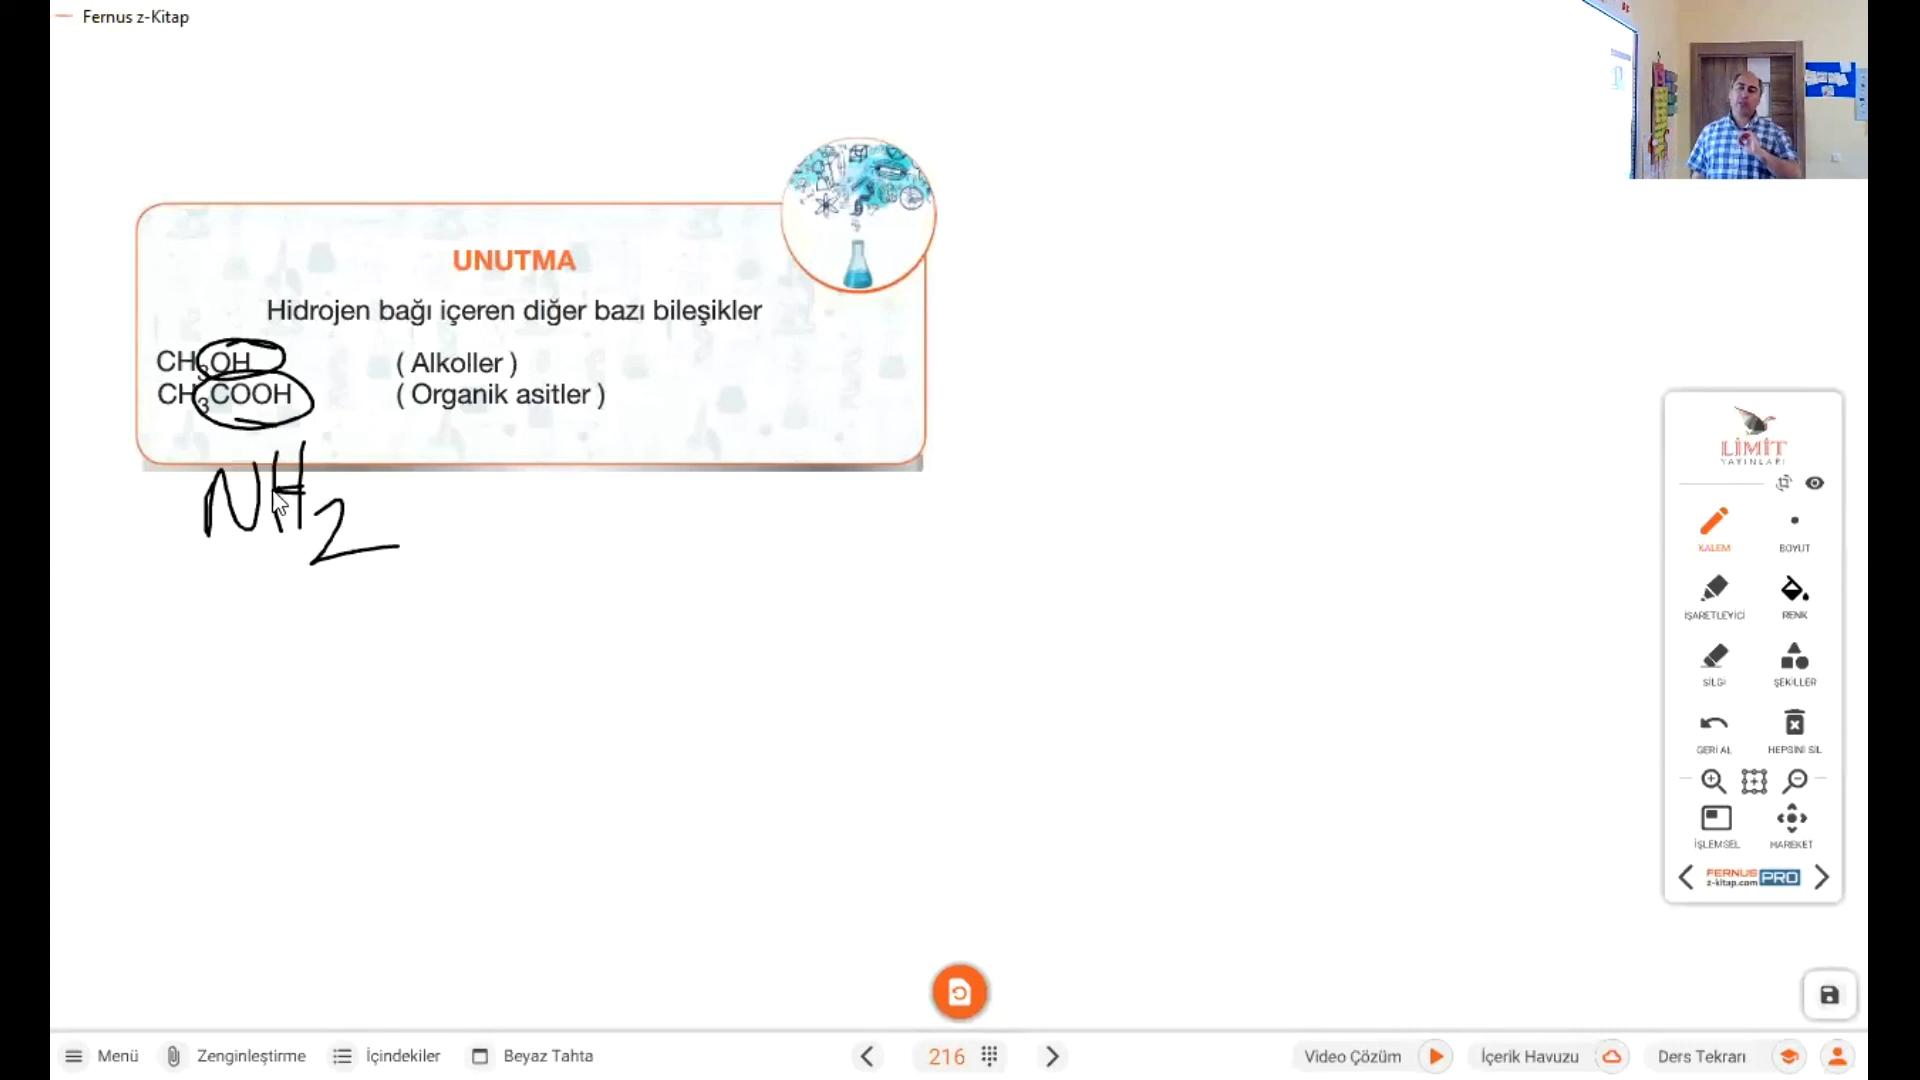 Fernus z-Kitap
UNUTMA
Hidrojen bağı içeren diğer bazı bileşikler
CH₃OH ( Alkoller )
CH₃COOH ( Organik asitler )
NH₂
LİMİT
YAYINLARI
KALEM BOYUT
İŞARETLEYİCİ RENK
SİLGİ ŞEKİLLER
GERİ AL HEPSİNİ SİL
İŞLEMSEL HAREKET
FERNUS PRO
z-kitap.com
Menü Zenginleştirme İçindekiler Beyaz Tahta 216 Video Çözüm İçerik Havuzu Ders Tekrarı